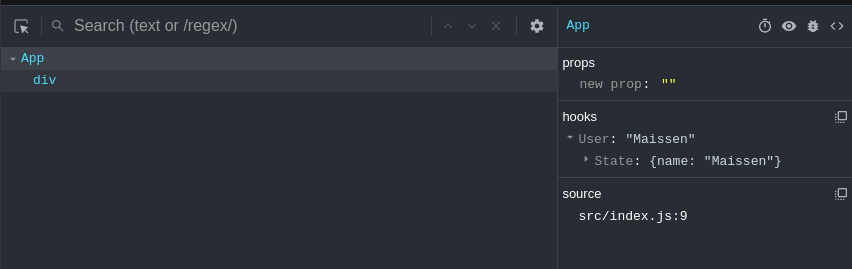 Search (text or /regex/)
App
div
App
props
new prop: ""
hooks
User: "Maissen"
State: {name: "Maissen"}
source
src/index.js:9